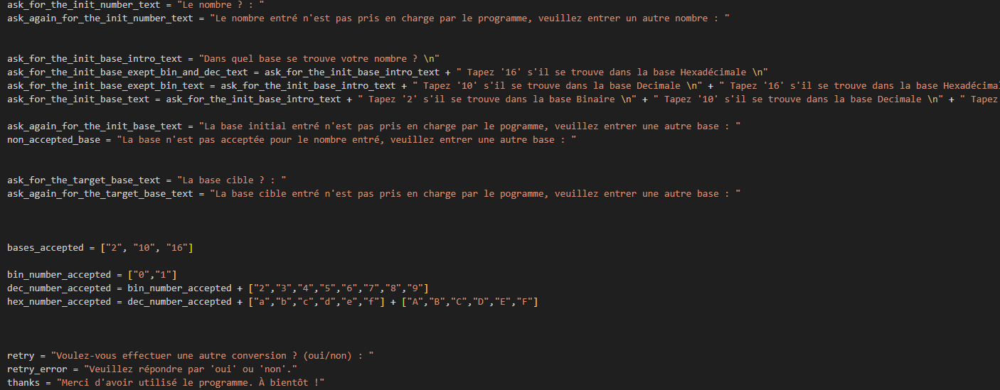 ask_for_the_init_number_text = "Le nombre ? : "
ask_again_for_the_init_number_text = "Le nombre entré n'est pas pris en charge par le programme, veuillez entrer un autre nombre : "
ask_for_the_init_base_intro_text = "Dans quel base se trouve votre nombre ? \n"
ask_for_the_init_base_exept_bin_and_dec_text = ask_for_the_init_base_intro_text + " Tapez '16' s'il se trouve dans la base Hexadécimale \n"
ask_for_the_init_base_exept_bin_text = ask_for_the_init_base_intro_text + " Tapez '10' s'il se trouve dans la base Decimale \n" + " Tapez '16' s'il se trouve dans la base Hexadécimal
ask_for_the_init_base_text = ask_for_the_init_base_intro_text + " Tapez '2' s'il se trouve dans la base Binaire \n" + " Tapez '10' s'il se trouve dans la base Decimale \n" + " Tapez
ask_again_for_the_init_base_text = "La base initial entré n'est pas pris en charge par le pogramme, veuillez entrer une autre base : "
non_accepted_base = "La base n'est pas acceptée pour le nombre entré, veuillez entrer une autre base : "
ask_for_the_target_base_text = "La base cible ? : "
ask_again_for_the_target_base_text = "La base cible entré n'est pas pris en charge par le pogramme, veuillez entrer une autre base : "
bases_accepted = ["2", "10", "16"]
bin_number_accepted = ["0","1"]
dec_number_accepted = bin_number_accepted + ["2","3","4","5","6","7","8","9"]
hex_number_accepted = dec_number_accepted + ["a","b","c","d","e","f"] + ["A","B","C","D","E","F"]
retry = "Voulez-vous effectuer une autre conversion ? (oui/non) : "
retry_error = "Veuillez répondre par 'oui' ou 'non'."
thanks = "Merci d'avoir utilisé le programme. À bientôt !"